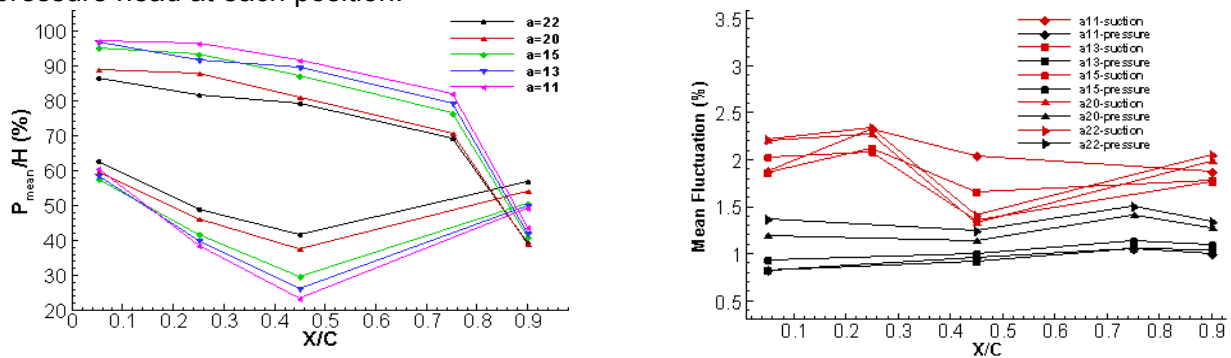 pressure head at each position.
a=22
a=20
a=15
a=13
a=11
100
90
80
70
60
50
40
30
20
P mean /H (%)
0 0.1 0.2 0.3 0.4 0.5 0.6 0.7 0.8 0.9
X/C
a11-suction
a11-pressure
a13-suction
a13-pressure
a15-suction
a15-pressure
a20-suction
a20-pressure
a22-suction
a22-pressure
3.5
3
2.5
2
1.5
1
0.5
Mean Fluctuation (%)
0.1 0.2 0.3 0.4 0.5 0.6 0.7 0.8 0.9
X/C